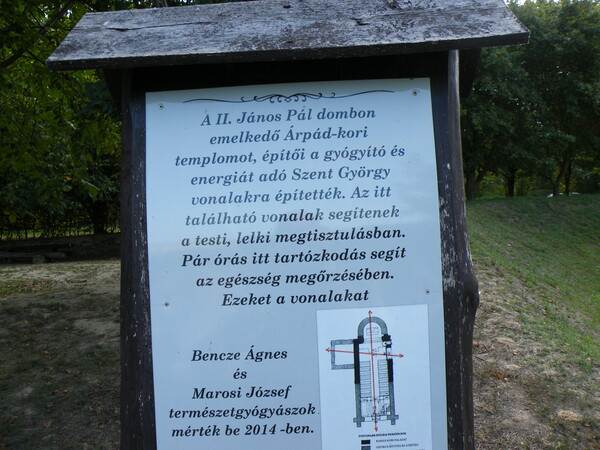 A II. János Pál dombon
emelkedő Árpád-kori
templomot, építői a gyógyító és
energiát adó Szent György
vonalakra építették. Az itt
található vonalak segítenek
a testi, lelki megtisztulásban.
Pár órás itt tartózkodás segít
az egészség megőrzésében.
Ezeket a vonalakat
Bencze Ágnes
és
Marosi József
természetgyógyászok
mérték be 2014 -ben.